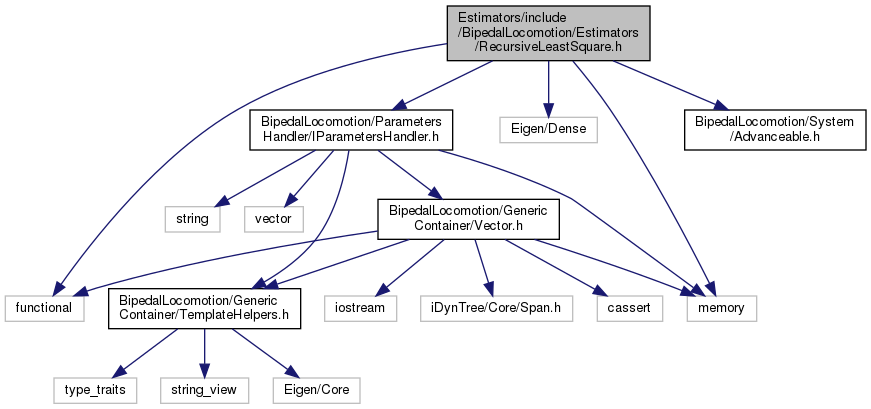 Estimators/include
/BipedalLocomotion/Estimators
/RecursiveLeastSquare.h
BipedalLocomotion/Parameters
Handler/IParametersHandler.h
Eigen/Dense
BipedalLocomotion/System
/Advanceable.h
string
vector
BipedalLocomotion/Generic
Container/Vector.h
functional
BipedalLocomotion/Generic
Container/TemplateHelpers.h
iostream
iDynTree/Core/Span.h
cassert
memory
type_traits
string_view
Eigen/Core